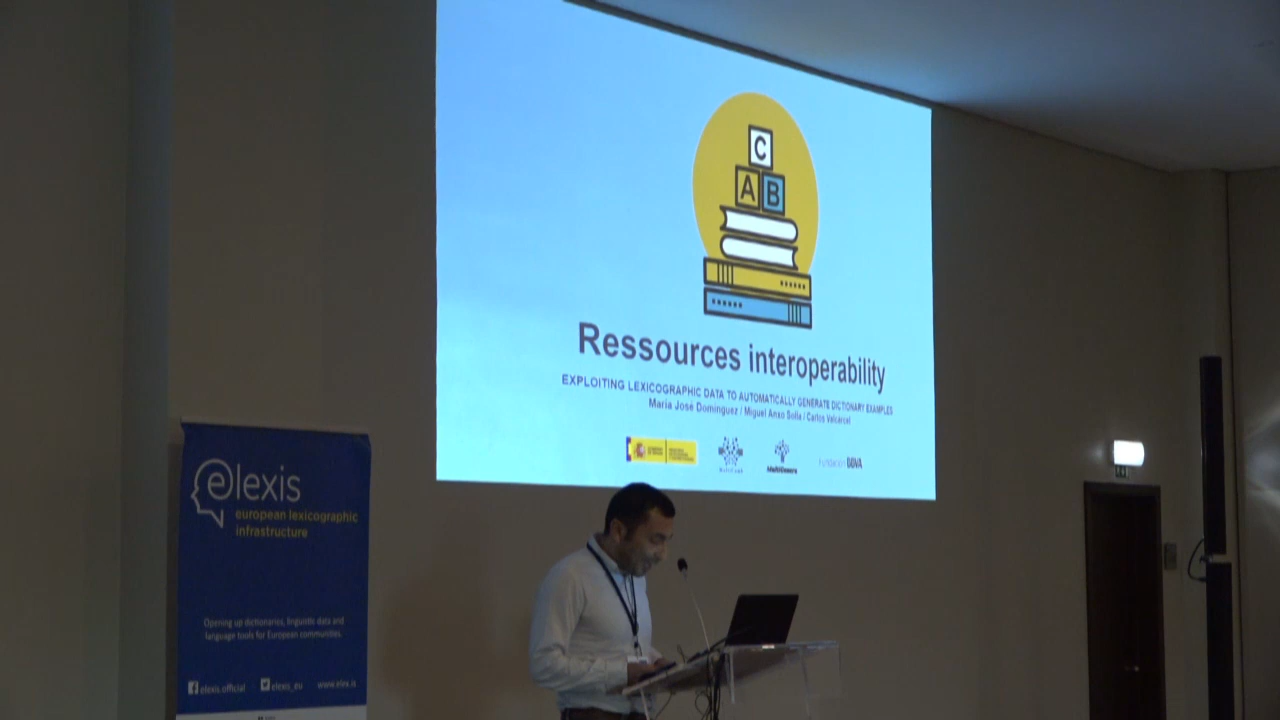 C
A B
Ressources interoperability
EXPLOITING LEXICOGRAPHIC DATA TO AUTOMATICALLY GENERATE DICTIONARY EXAMPLES
María José Domínguez / Miguel Anxo Solla / Carlos Valcárcel
MultiGenera
FUNDACIÓN BBVA
elexis
european lexicographic
infrastructure
Opening up dictionaries, linguistic data and
language tools for European communities.
elexis.official elexis_eu www.elex.is